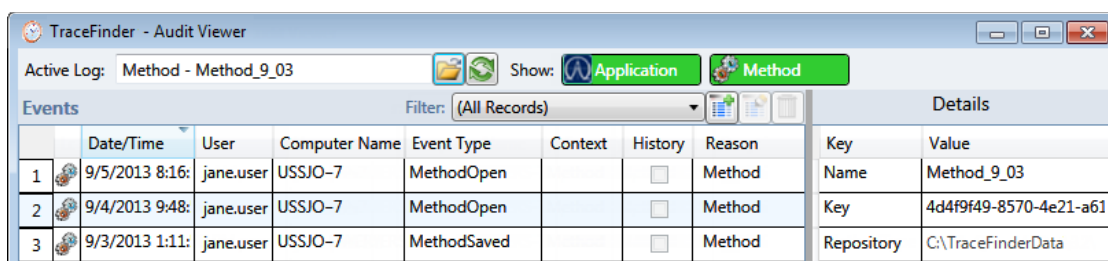 TraceFinder - Audit Viewer
Active Log: Method - Method_9_03 Show: Application Method
Events Filter: (All Records) Details
Date/Time User Computer Name Event Type Context History Reason Key Value
1 9/5/2013 8:16: jane.user USSJO-7 MethodOpen Method Name Method_9_03
2 9/4/2013 9:48: jane.user USSJO-7 MethodOpen Method Key 4d4f9f49-8570-4e21-a61
3 9/3/2013 1:11: jane.user USSJO-7 MethodSaved Method Repository C:\TraceFinderData